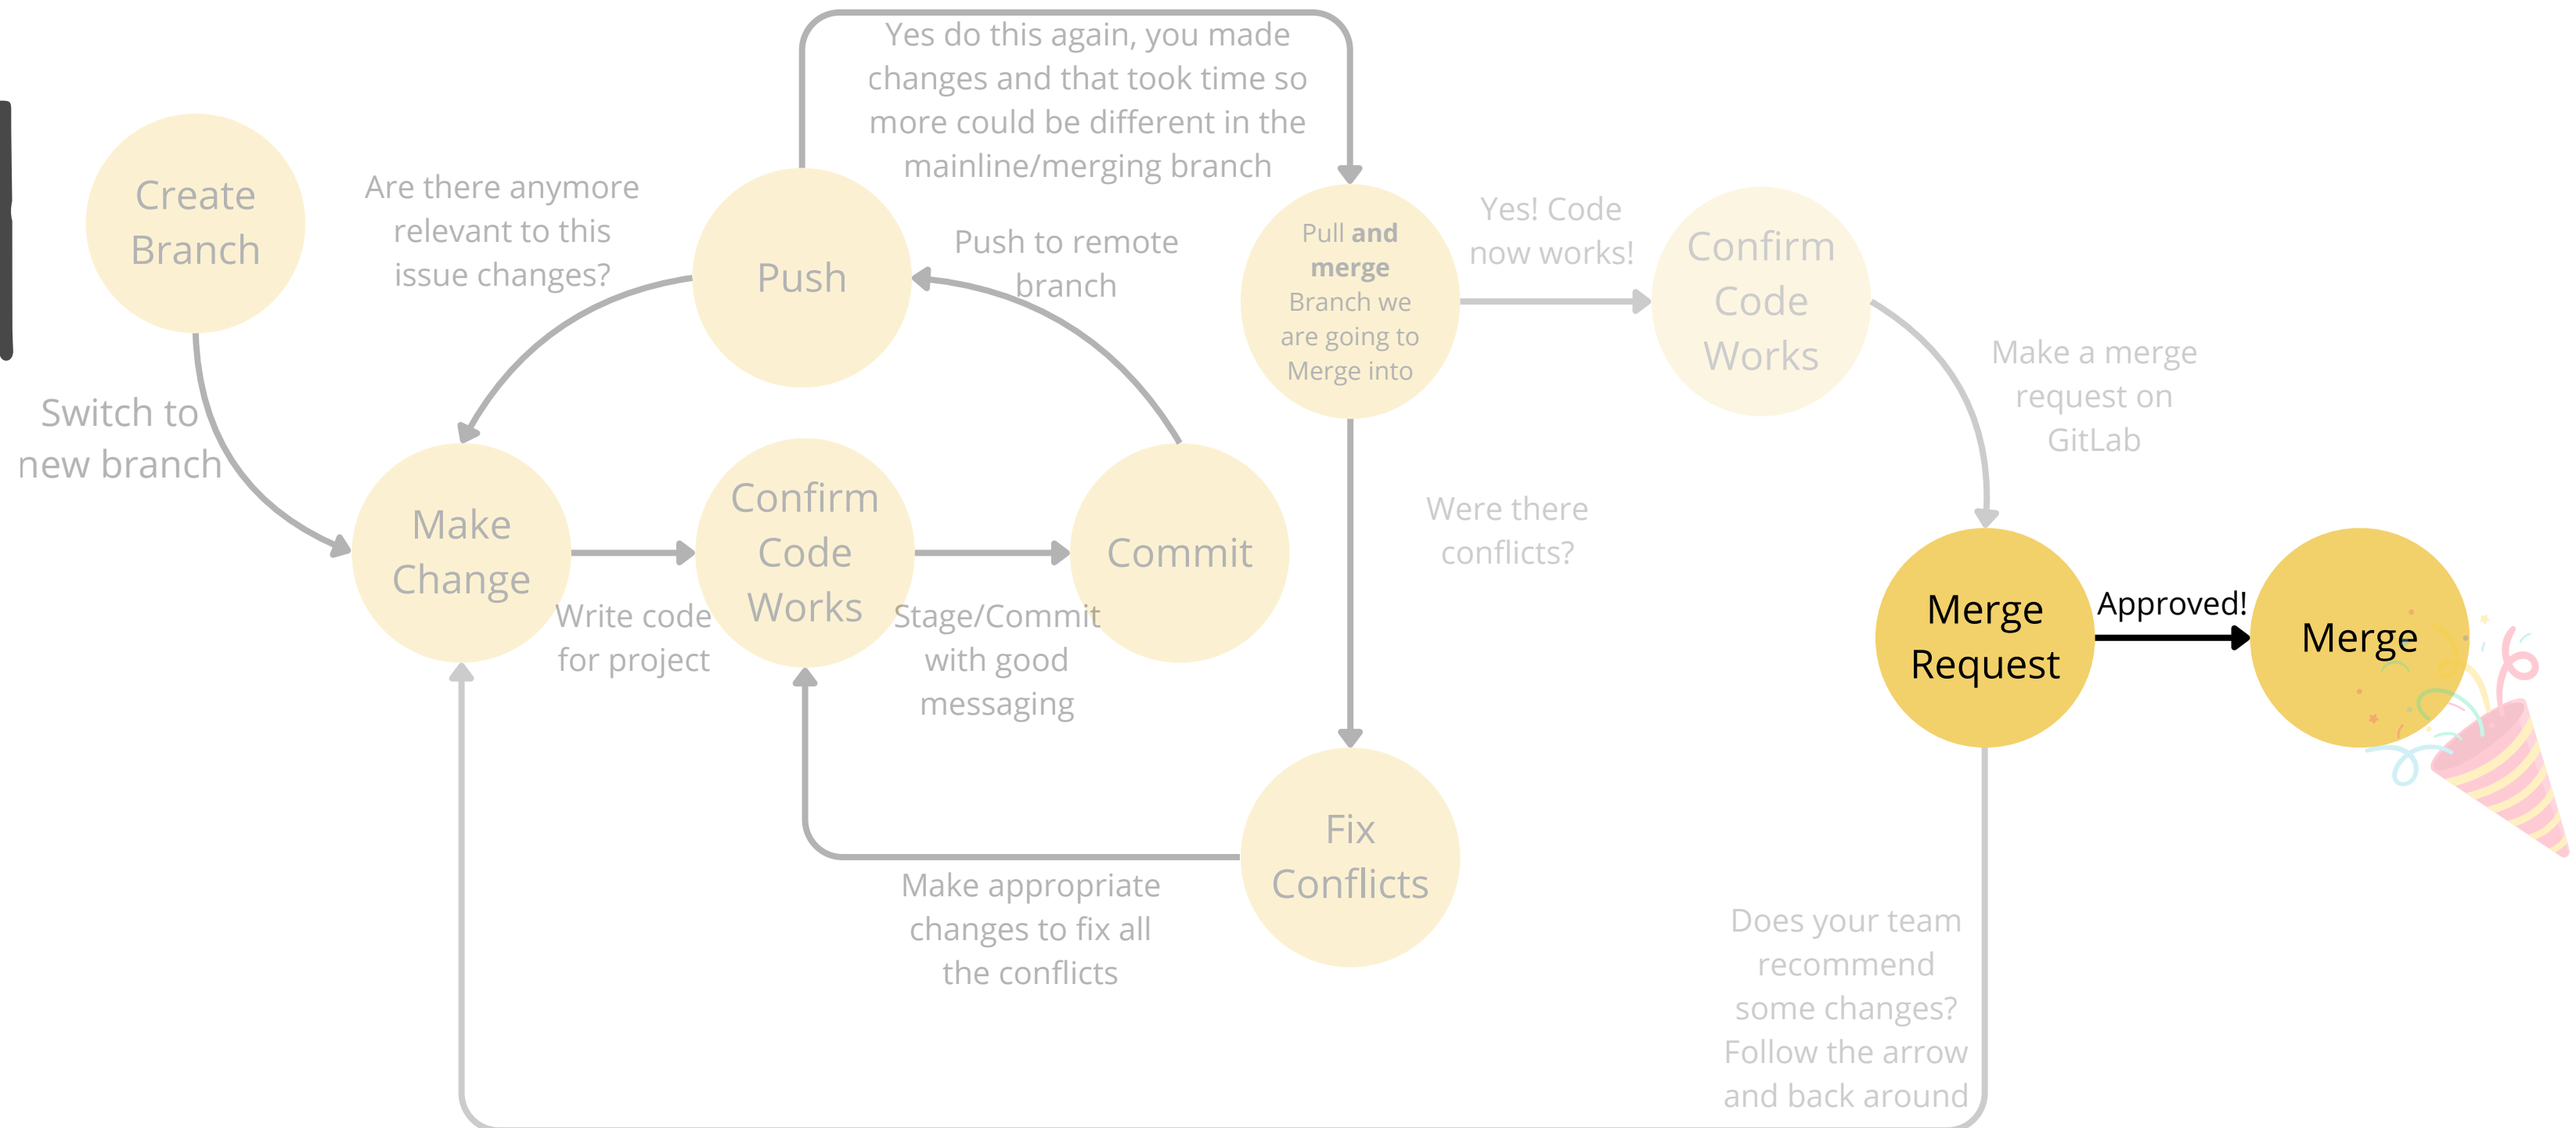 Yes do this again, you made
changes and that took time so
more could be different in the
mainline/merging branch
Create
Branch
Are there anymore
relevant to this
issue changes?
Push
Push to remote
branch
Pull and
merge
Branch we
are going to
Merge into
Yes! Code
now works!
Confirm
Code
Works
Make a merge
request on
GitLab
Switch to
new branch
Make
Change
Write code
for project
Confirm
Code
Works
Stage/Commit
with good
messaging
Commit
Were there
conflicts?
Merge
Request
Approved!
Merge
Fix
Conflicts
Make appropriate
changes to fix all
the conflicts
Does your team
recommend
some changes?
Follow the arrow
and back around